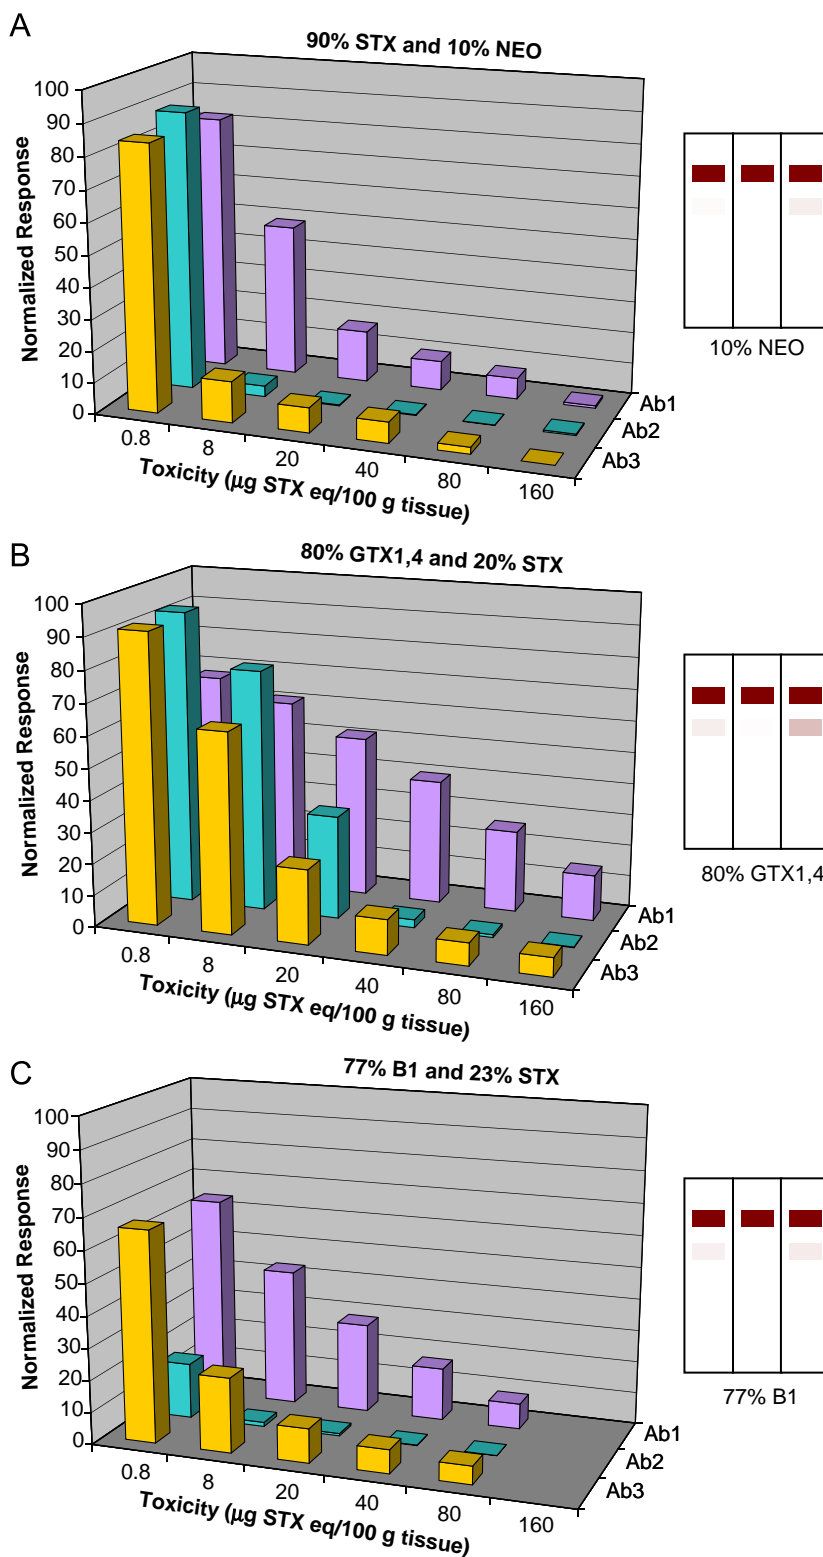 A
90% STX and 10% NEO
100
90
80
70
60
50
40
30
20
10
0
Normalized Response
0.8
8
20
40
80
160
Toxicity (µg STX eq/100 g tissue)
Ab1
Ab2
Ab3
10% NEO
B
80% GTX1,4 and 20% STX
100
90
80
70
60
50
40
30
20
10
0
Normalized Response
0.8
8
20
40
80
160
Toxicity (µg STX eq/100 g tissue)
Ab1
Ab2
Ab3
80% GTX1,4
C
77% B1 and 23% STX
100
90
80
70
60
50
40
30
20
10
0
Normalized Response
0.8
8
20
40
80
160
Toxicity (µg STX eq/100 g tissue)
Ab1
Ab2
Ab3
77% B1